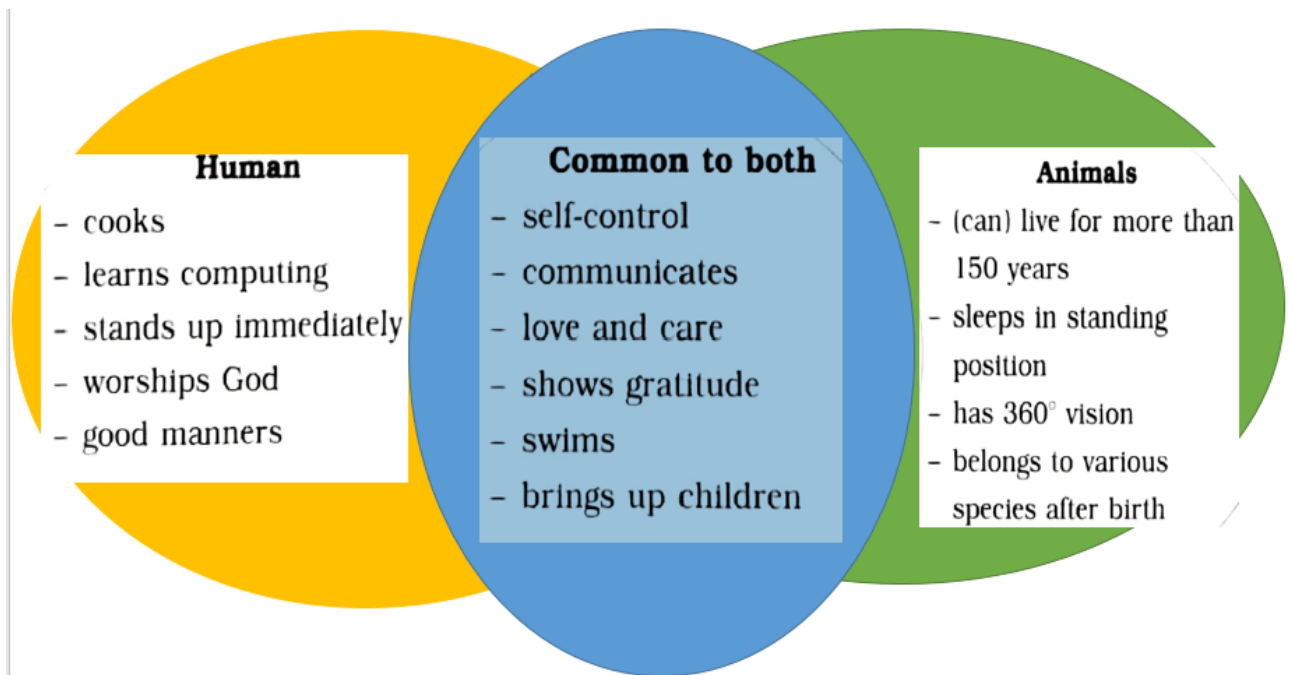 Human
– cooks
– learns computing
– stands up immediately
– worships God
– good manners
Common to both
– self-control
– communicates
– love and care
– shows gratitude
– swims
– brings up children
Animals
– (can) live for more than
150 years
– sleeps in standing
position
– has 360° vision
– belongs to various
species after birth